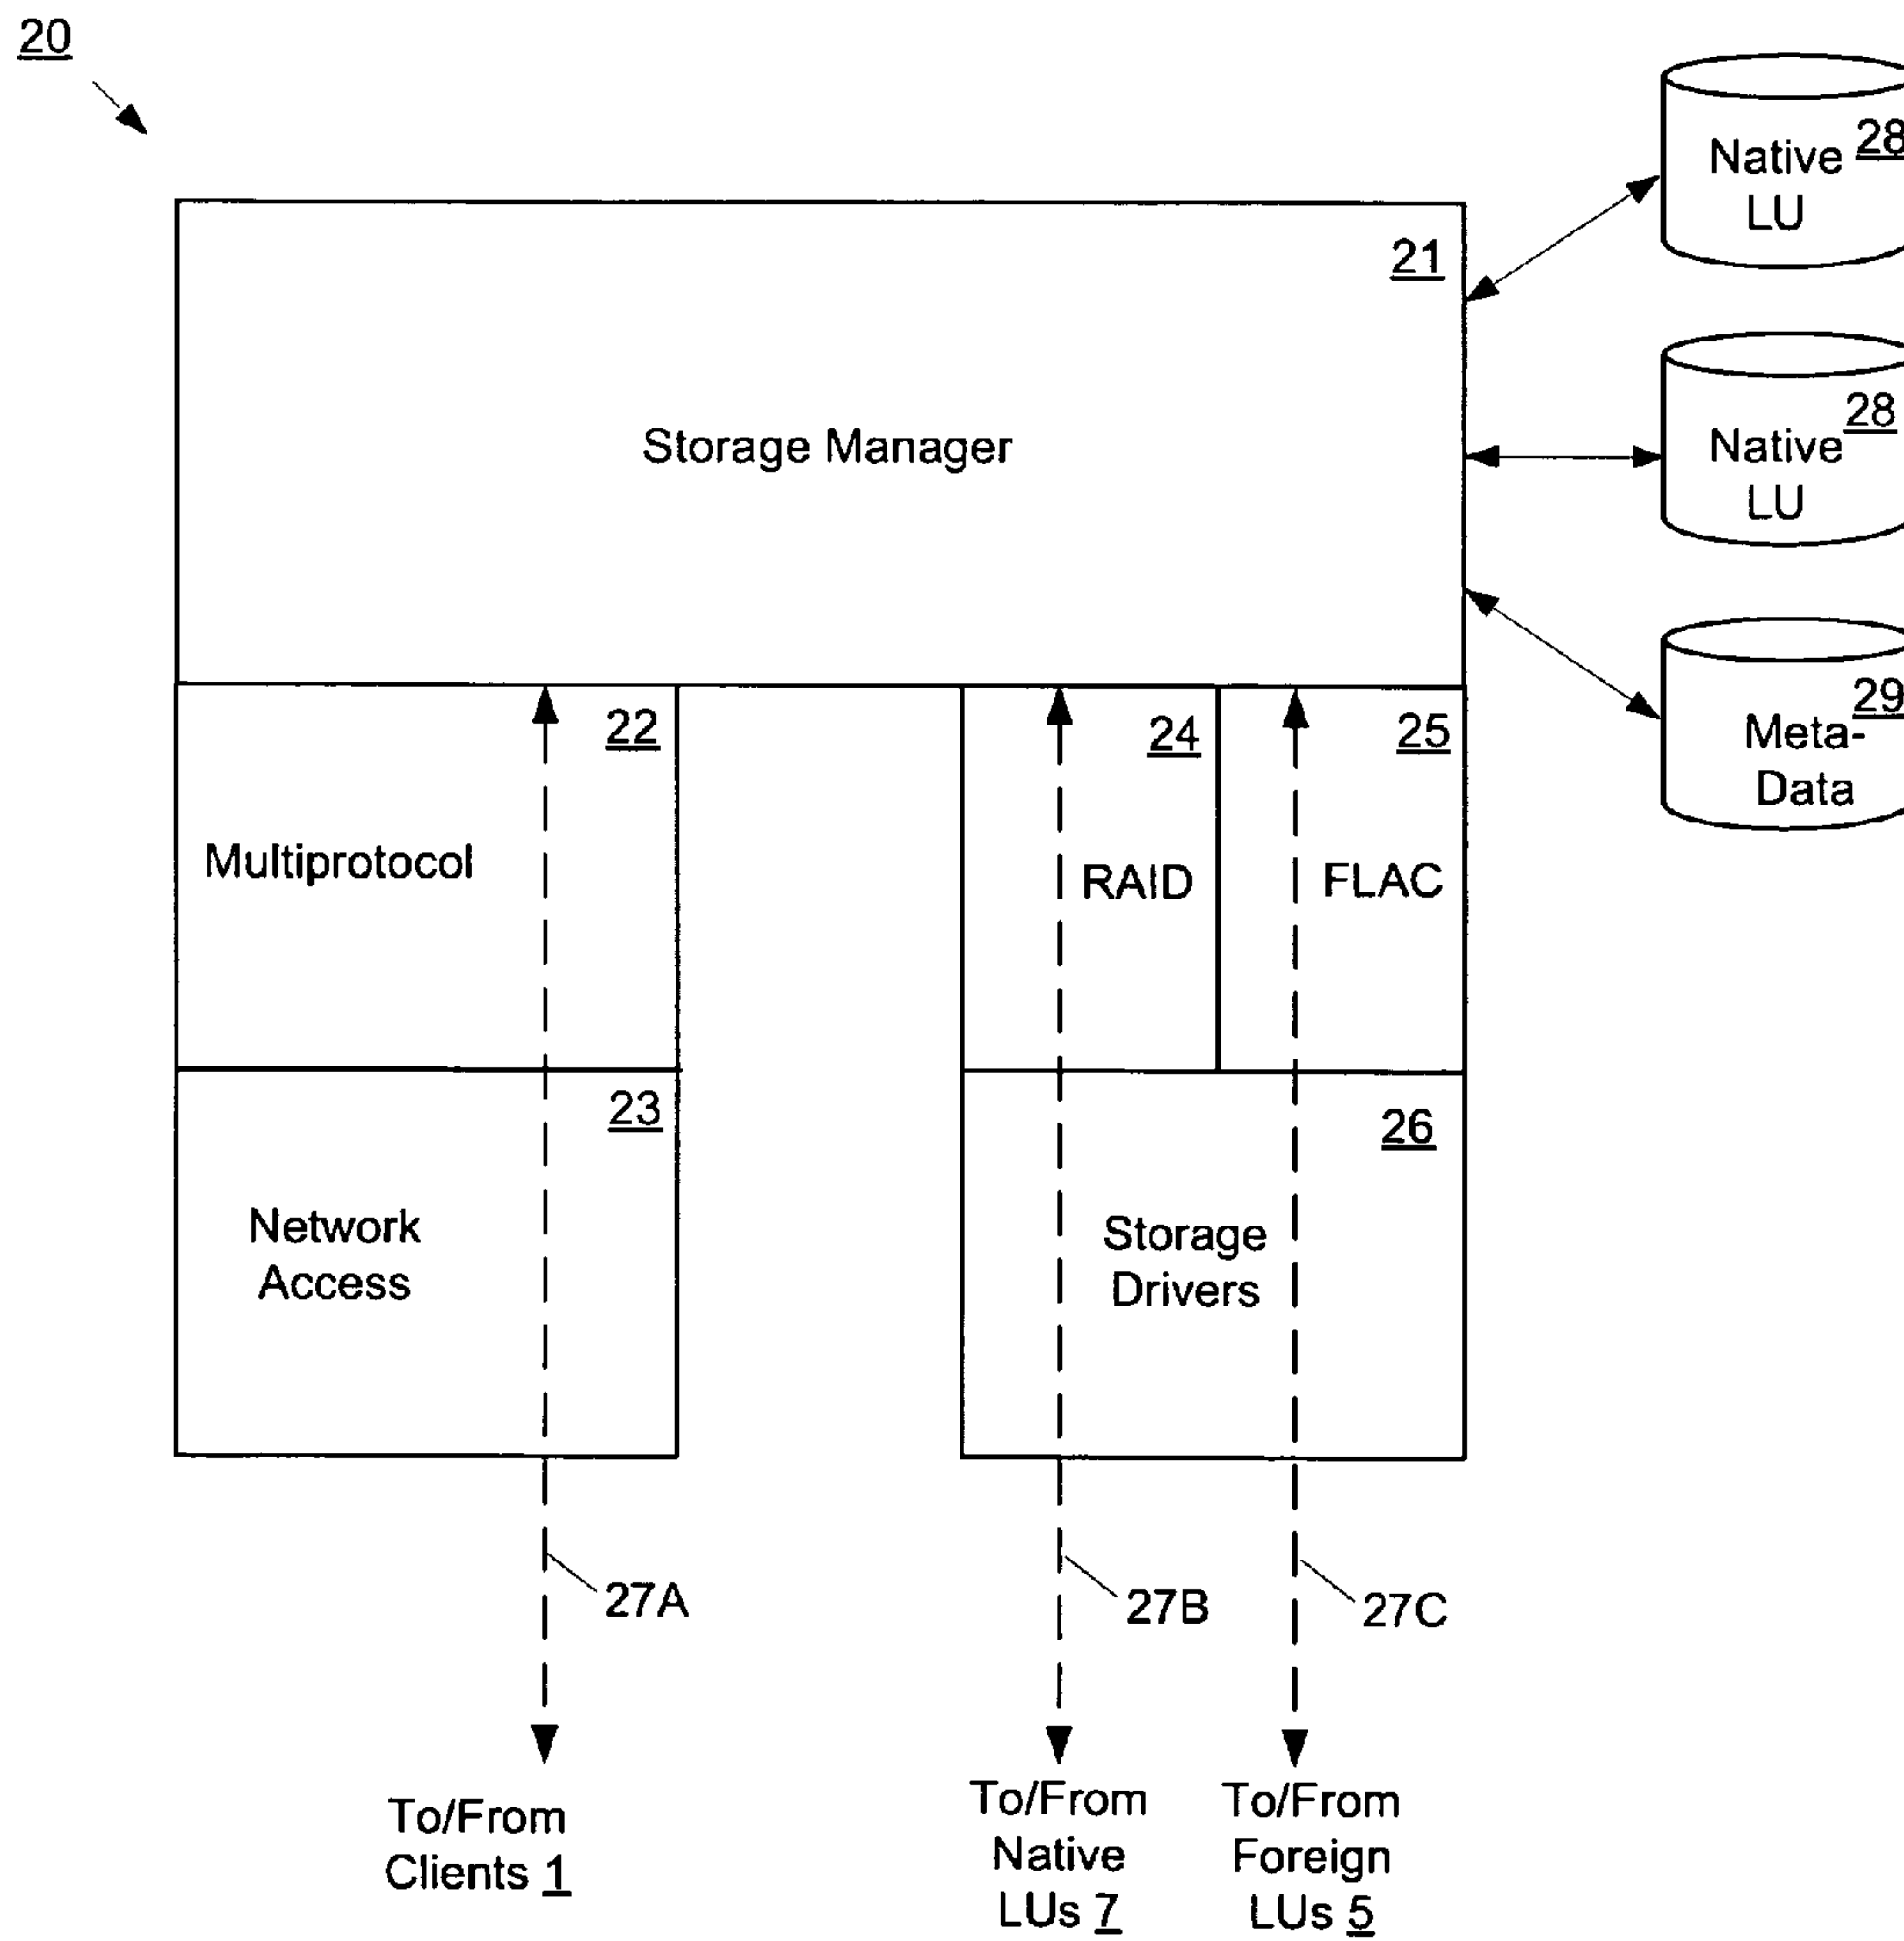 20
28
Native
LU
21
Storage Manager
28
Native
LU
29
Meta-
Data
22
Multiprotocol
24
RAID
25
FLAC
23
Network
Access
26
Storage
Drivers
27A
27B
27C
To/From
Clients 1
To/From
Native
LUs 7
To/From
Foreign
LUs 5